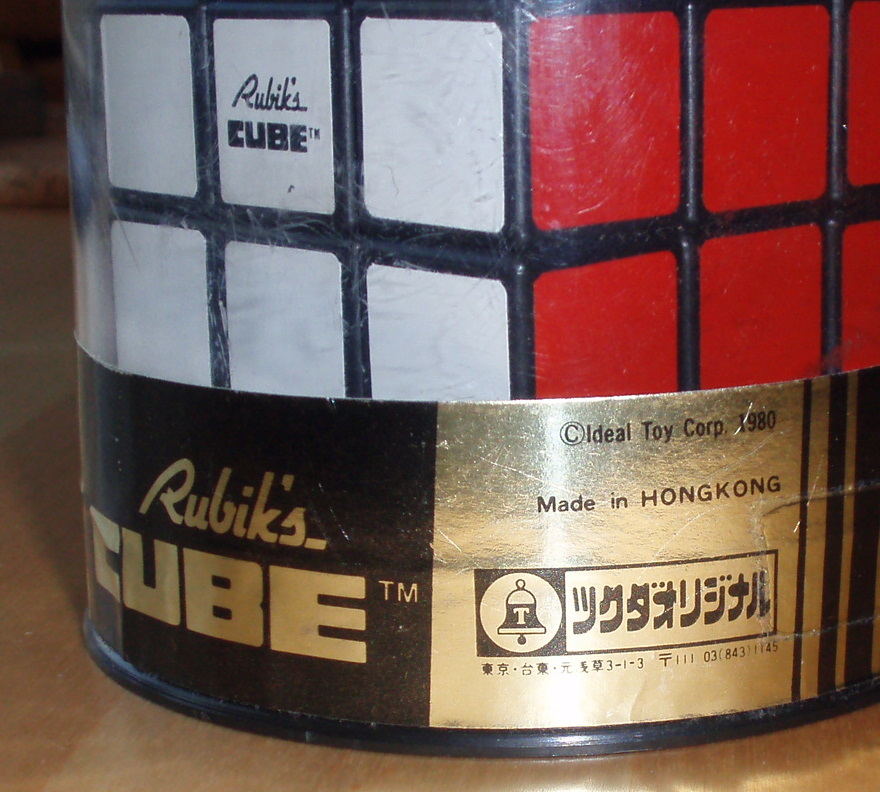 Rubik's
CUBE™
©Ideal Toy Corp. 1980
Made in HONGKONG
Rubik's
CUBE™
T
ツクダオリジナル
東京・台東・元浅草3-1-3 〒111 03(843)1145